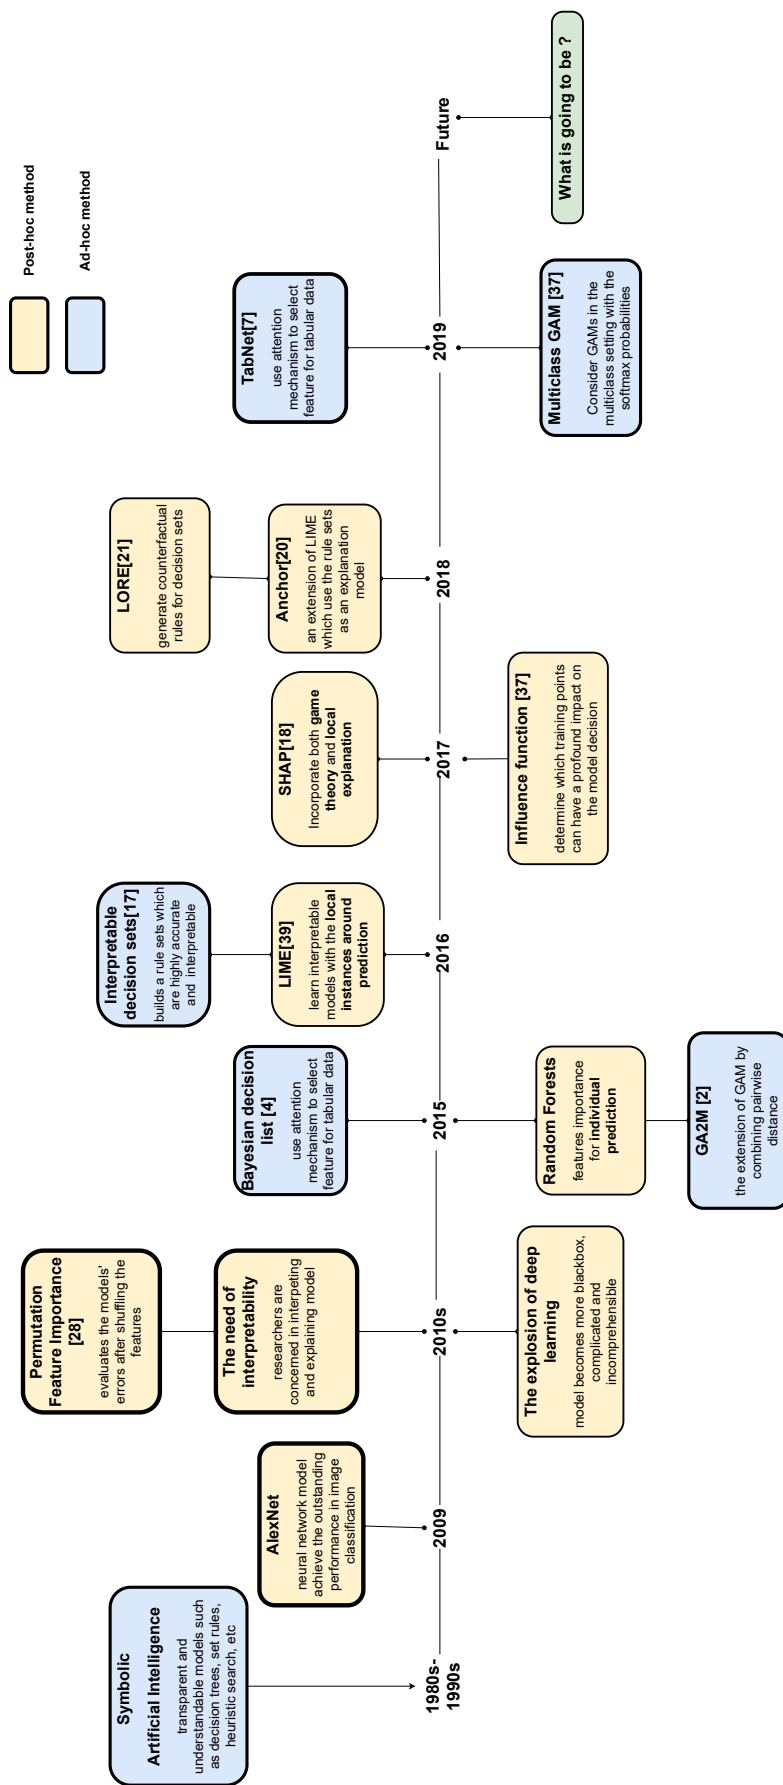 Post-hoc method
Ad-hoc method
Symbolic
Artificial Intelligence
transparent and
understandable models such
as decision trees, set rules,
heuristic search, etc
1980s-
1990s
AlexNet
neural network model
achieve the outstanding
performance in image
classification
2009
Permutation
Feature Importance
[28]
evaluates the models'
errors after shuffling the
features
The need of
interpretability
researchers are
concerned in interpeting
and explaining model
2010s
The explosion of deep
learning
model becomes more blackbox,
complicated and
incomprehensible
Bayesian decision
list [4]
use attention
mechanism to select
feature for tabular data
2015
Random Forests
features importance
for individual
prediction
GA2M [2]
the extension of GAM by
combining pairwise
distance
Interpretable
decision sets[17]
builds a rule sets which
are highly accurate
and interpretable
LIME[39]
learn interpretable
models with the local
instances around
prediction
2016
SHAP[18]
Incorporate both game
theory and local
explanation
2017
Influence function [37]
determine which training points
can have a profound impact on
the model decision
LORE[21]
generate counterfactual
rules for decision sets
Anchor[20]
an extension of LIME
which use the rule sets
as an explanation
model
2018
TabNet[7]
use attention
mechanism to select
feature for tabular data
2019
Multiclass GAM [37]
Consider GAMs in the
multiclass setting with the
softmax probabilities
Future
What is going to be ?